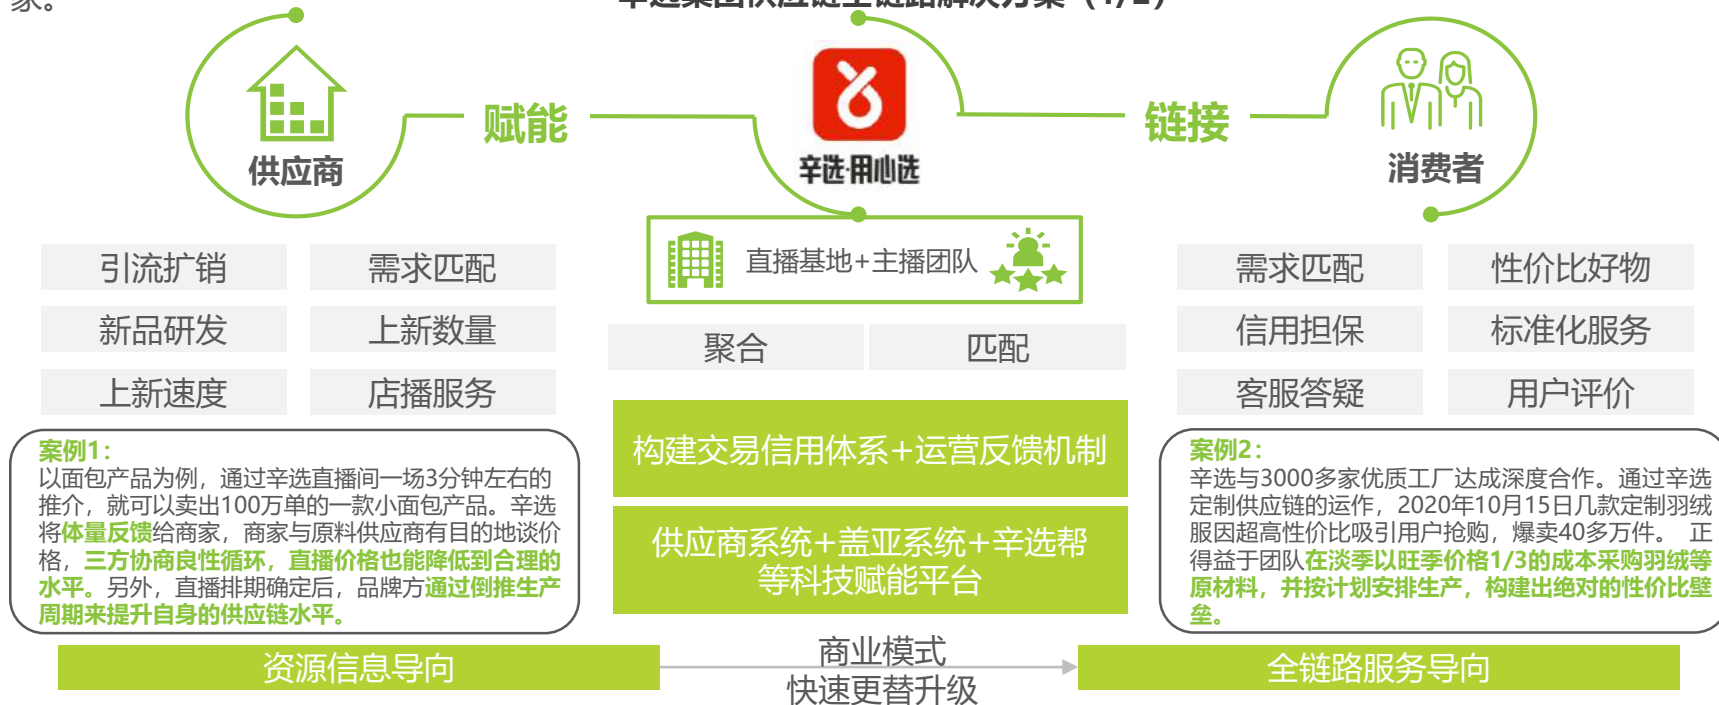 家。
辛选集团供应链全链路解决方案（1/2）
供应商
赋能
辛选·用心选
链接
消费者
引流扩销
需求匹配
新品研发
上新数量
上新速度
店播服务
直播基地+主播团队
聚合
匹配
需求匹配
性价比好物
信用担保
标准化服务
客服答疑
用户评价
案例1：
以面包产品为例，通过辛选直播间一场3分钟左右的
推介，就可以卖出100万单的一款小面包产品。辛选
将体量反馈给商家，商家与原料供应商有目的地谈价
格，三方协商良性循环，直播价格也能降低到合理的
水平。另外，直播排期确定后，品牌方通过倒推生产
周期来提升自身的供应链水平。
构建交易信用体系+运营反馈机制
供应商系统+盖亚系统+辛选帮
等科技赋能平台
案例2：
辛选与3000多家优质工厂达成深度合作。通过辛选
定制供应链的运作，2020年10月15日几款定制羽绒
服因超高性价比吸引用户抢购，爆卖40多万件。 正
得益于团队在淡季以旺季价格1/3的成本采购羽绒等
原材料，并按计划安排生产，构建出绝对的性价比壁
垒。
资源信息导向
商业模式
快速更替升级
全链路服务导向